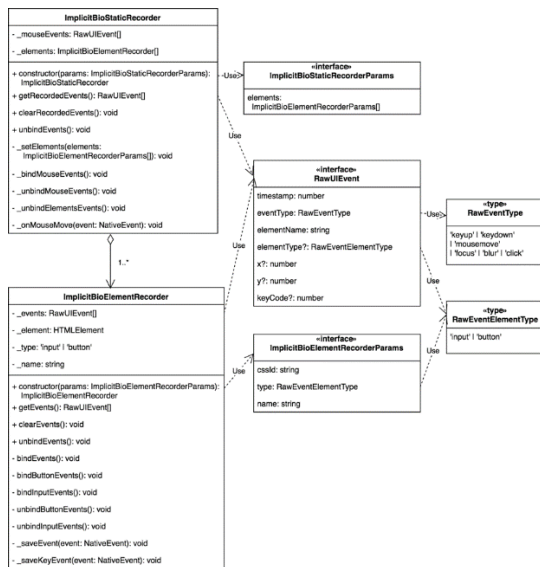 ImplicitBioStaticRecorder
- _mouseEvents: RawUIEvent[]
- _elements: ImplicitBioElementRecorder[]
+ constructor(params: ImplicitBioStaticRecorderParams):
ImplicitBioStaticRecorder
+ getRecordedEvents(): RawUIEvent[]
+ clearRecordedEvents(): void
+ unbindEvents(): void
- _setElements(elements:
ImplicitBioElementRecorderParams[]): void
- _bindMouseEvents(): void
- _unbindMouseEvents(): void
- _unbindElementsEvents(): void
- _onMouseMove(event: NativeEvent): void
Use
Use
«interface»
ImplicitBioStaticRecorderParams
elements:
ImplicitBioElementRecorderParams[]
«interface»
RawUIEvent
timestamp: number
eventType: RawEventType
elementName: string
elementType?: RawEventElementType
x?: number
y?: number
keyCode?: number
Use
Use
«type»
RawEventType
'keyup' | 'keydown'
| 'mousemove'
| 'focus' | 'blur' | 'click'
«type»
RawEventElementType
'input' | 'button'
1..*
Use
ImplicitBioElementRecorder
- _events: RawUIEvent[]
- _element: HTMLElement
- _type: 'input' | 'button'
- _name: string
+ constructor(params: ImplicitBioElementRecorderParams):
ImplicitBioElementRecorder
+ getEvents(): RawUIEvent[]
+ clearEvents(): void
+ unbindEvents(): void
- bindEvents(): void
- bindButtonEvents(): void
- bindInputEvents(): void
- unbindButtonEvents(): void
- unbindInputEvents(): void
- _saveEvent(event: NativeEvent): void
- _saveKeyEvent(event: NativeEvent): void
Use
«interface»
ImplicitBioElementRecorderParams
cssId: string
type: RawEventElementType
name: string
Use